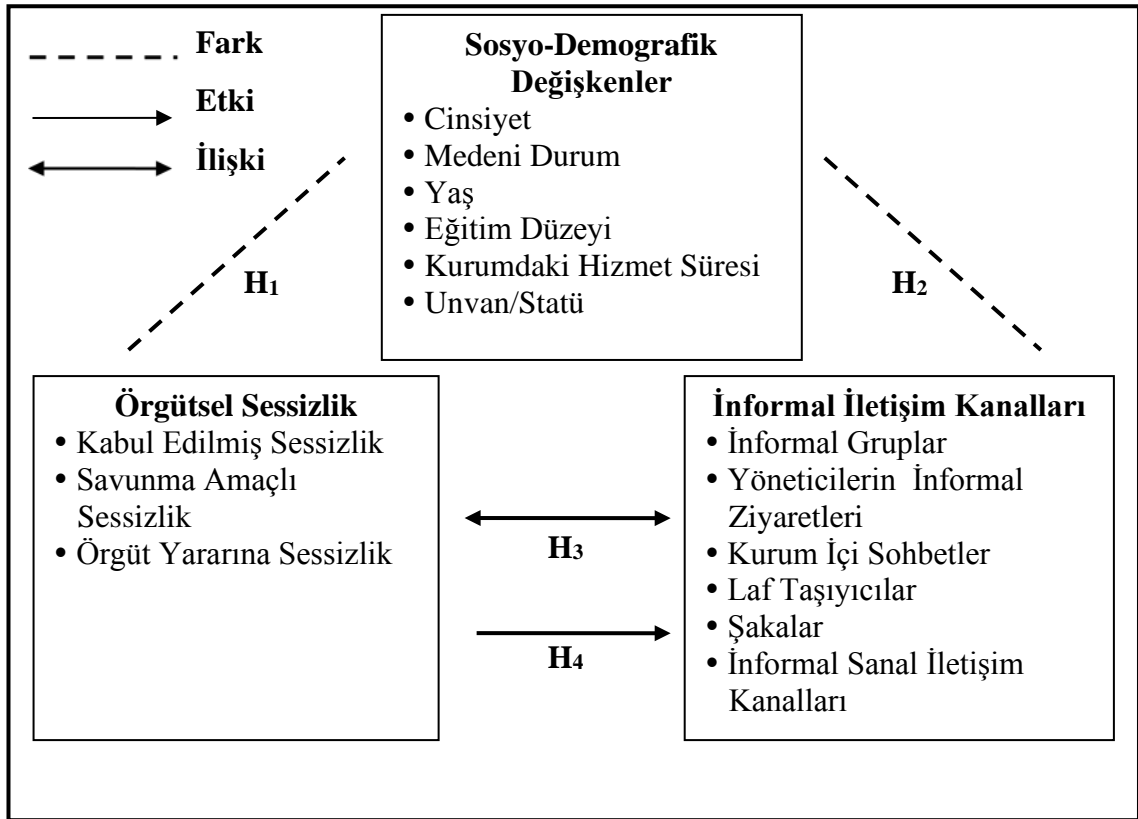 Fark
Etki
İlişki
Sosyo-Demografik
Değişkenler
• Cinsiyet
• Medeni Durum
• Yaş
• Eğitim Düzeyi
• Kurumdaki Hizmet Süresi
• Unvan/Statü
H1
H2
Örgütsel Sessizlik
• Kabul Edilmiş Sessizlik
• Savunma Amaçlı
Sessizlik
• Örgüt Yararına Sessizlik
H3
H4
İnformal İletişim Kanalları
• İnformal Gruplar
• Yöneticilerin İnformal
Ziyaretleri
• Kurum İçi Sohbetler
• Laf Taşıyıcılar
• Şakalar
• İnformal Sanal İletişim
Kanalları